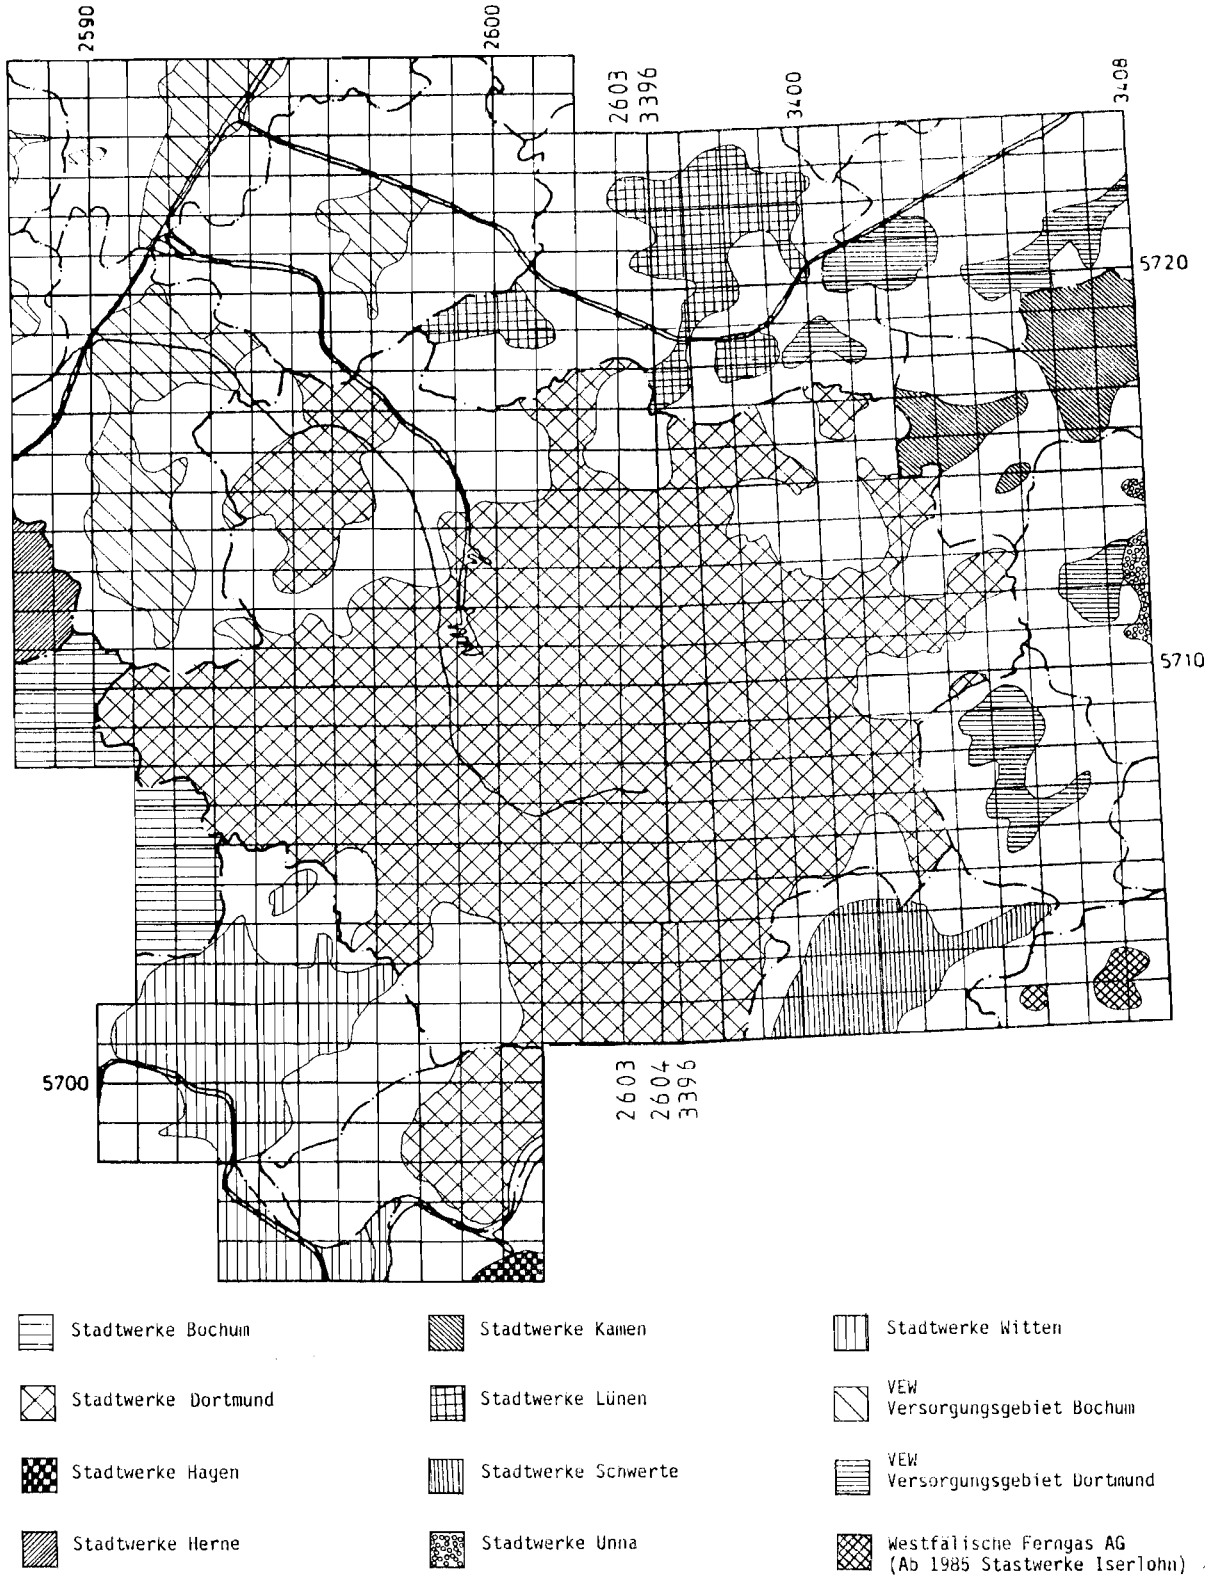 2590
2600
2603
3396
3400
3408
5720
5710
5700
2603
2604
3396
Stadtwerke Bochum
Stadtwerke Dortmund
Stadtwerke Hagen
Stadtwerke Herne
Stadtwerke Kamen
Stadtwerke Lünen
Stadtwerke Schwerte
Stadtwerke Unna
Stadtwerke Witten
VEW
Versorgungsgebiet Bochum
VEW
Versorgungsgebiet Dortmund
Westfälische Ferngas AG
(Ab 1985 Stastwerke Iserlohn)